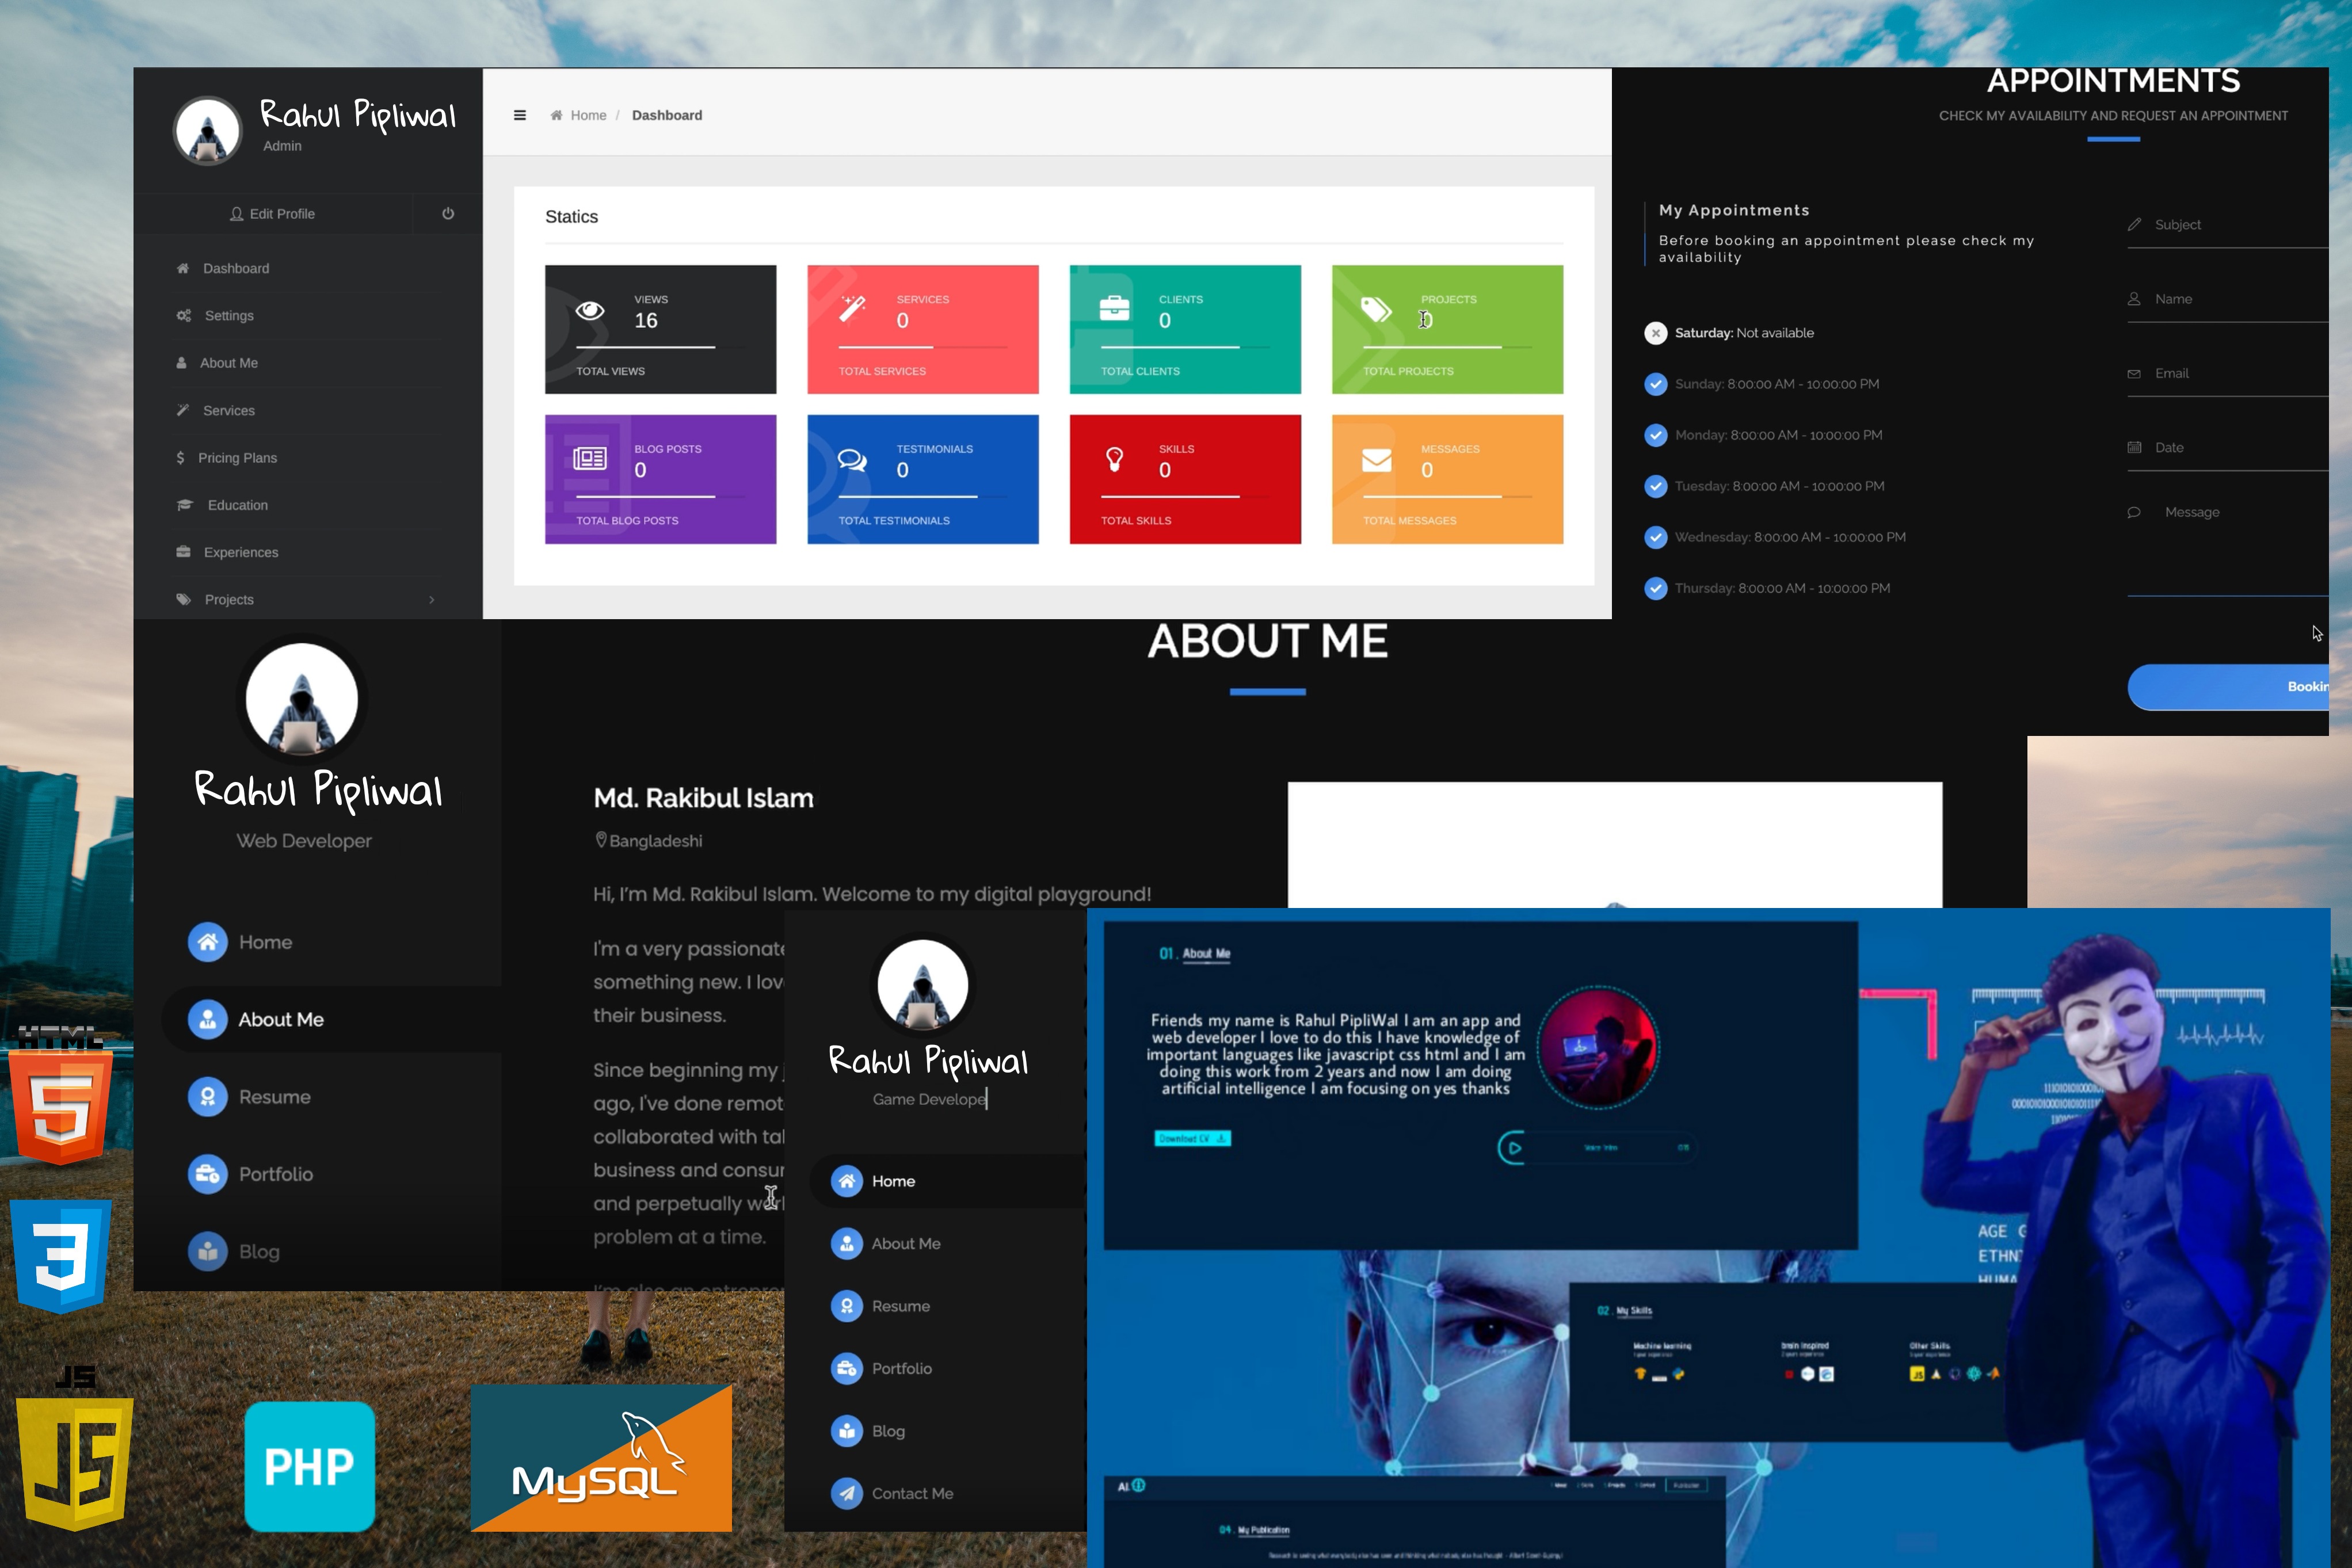 Rahul Pipliwal
Admin
Edit Profile
Dashboard
Settings
About Me
Services
Pricing Plans
Education
Experiences
Projects
Home / Dashboard
Statics
VIEWS
16
TOTAL VIEWS
SERVICES
0
TOTAL SERVICES
CLIENTS
0
TOTAL CLIENTS
PROJECTS
0
TOTAL PROJECTS
BLOG POSTS
0
TOTAL BLOG POSTS
TESTIMONIALS
0
TOTAL TESTIMONIALS
SKILLS
0
TOTAL SKILLS
MESSAGES
0
TOTAL MESSAGES
APPOINTMENTS
CHECK MY AVAILABILITY AND REQUEST AN APPOINTMENT
My Appointments
Before booking an appointment please check my
availability
Saturday: Not available
Sunday: 8:00:00 AM - 10:00:00 PM
Monday: 8:00:00 AM - 10:00:00 PM
Tuesday: 8:00:00 AM - 10:00:00 PM
Wednesday: 8:00:00 AM - 10:00:00 PM
Thursday: 8:00:00 AM - 10:00:00 PM
Subject
Name
Email
Date
Message
Bookin
Rahul Pipliwal
Web Developer
Home
About Me
Resume
Portfolio
Blog
ABOUT ME
Md. Rakibul Islam
Bangladeshi
Hi, I'm Md. Rakibul Islam. Welcome to my digital playground!
I'm a very passionate
something new. I lov
their business.
Since beginning my j
ago, I've done remot
collaborated with tal
business and consu
and perpetually work
problem at a time.
I'm also an entrepre
Rahul Pipliwal
Game Develope
Home
About Me
Resume
Portfolio
Blog
Contact Me
01. About Me
Friends my name is Rahul PipliWal I am an app and
web developer I love to do this I have knowledge of
important languages like javascript css html and I am
doing this work from 2 years and now I am doing
artificial intelligence I am focusing on yes thanks
Download CV
AGE G
ETHN
HUMA
02. My Skills
Machine learning
brain inspired
Other Skills
JS
AI
04. My Publication
HTML
5
3
JS
JS
PHP
MySQL